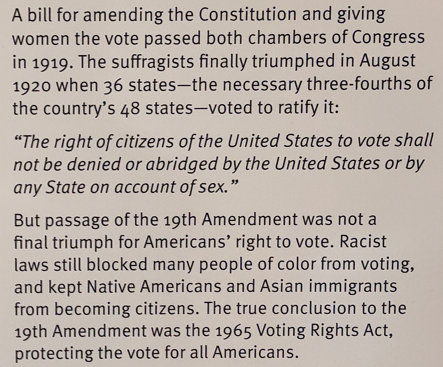 A bill for amending the Constitution and giving
women the vote passed both chambers of Congress
in 1919. The suffragists finally triumphed in August
1920 when 36 states—the necessary three-fourths of
the country's 48 states—voted to ratify it:
“The right of citizens of the United States to vote shall
not be denied or abridged by the United States or by
any State on account of sex.”
But passage of the 19th Amendment was not a
final triumph for Americans' right to vote. Racist
laws still blocked many people of color from voting,
and kept Native Americans and Asian immigrants
from becoming citizens. The true conclusion to the
19th Amendment was the 1965 Voting Rights Act,
protecting the vote for all Americans.